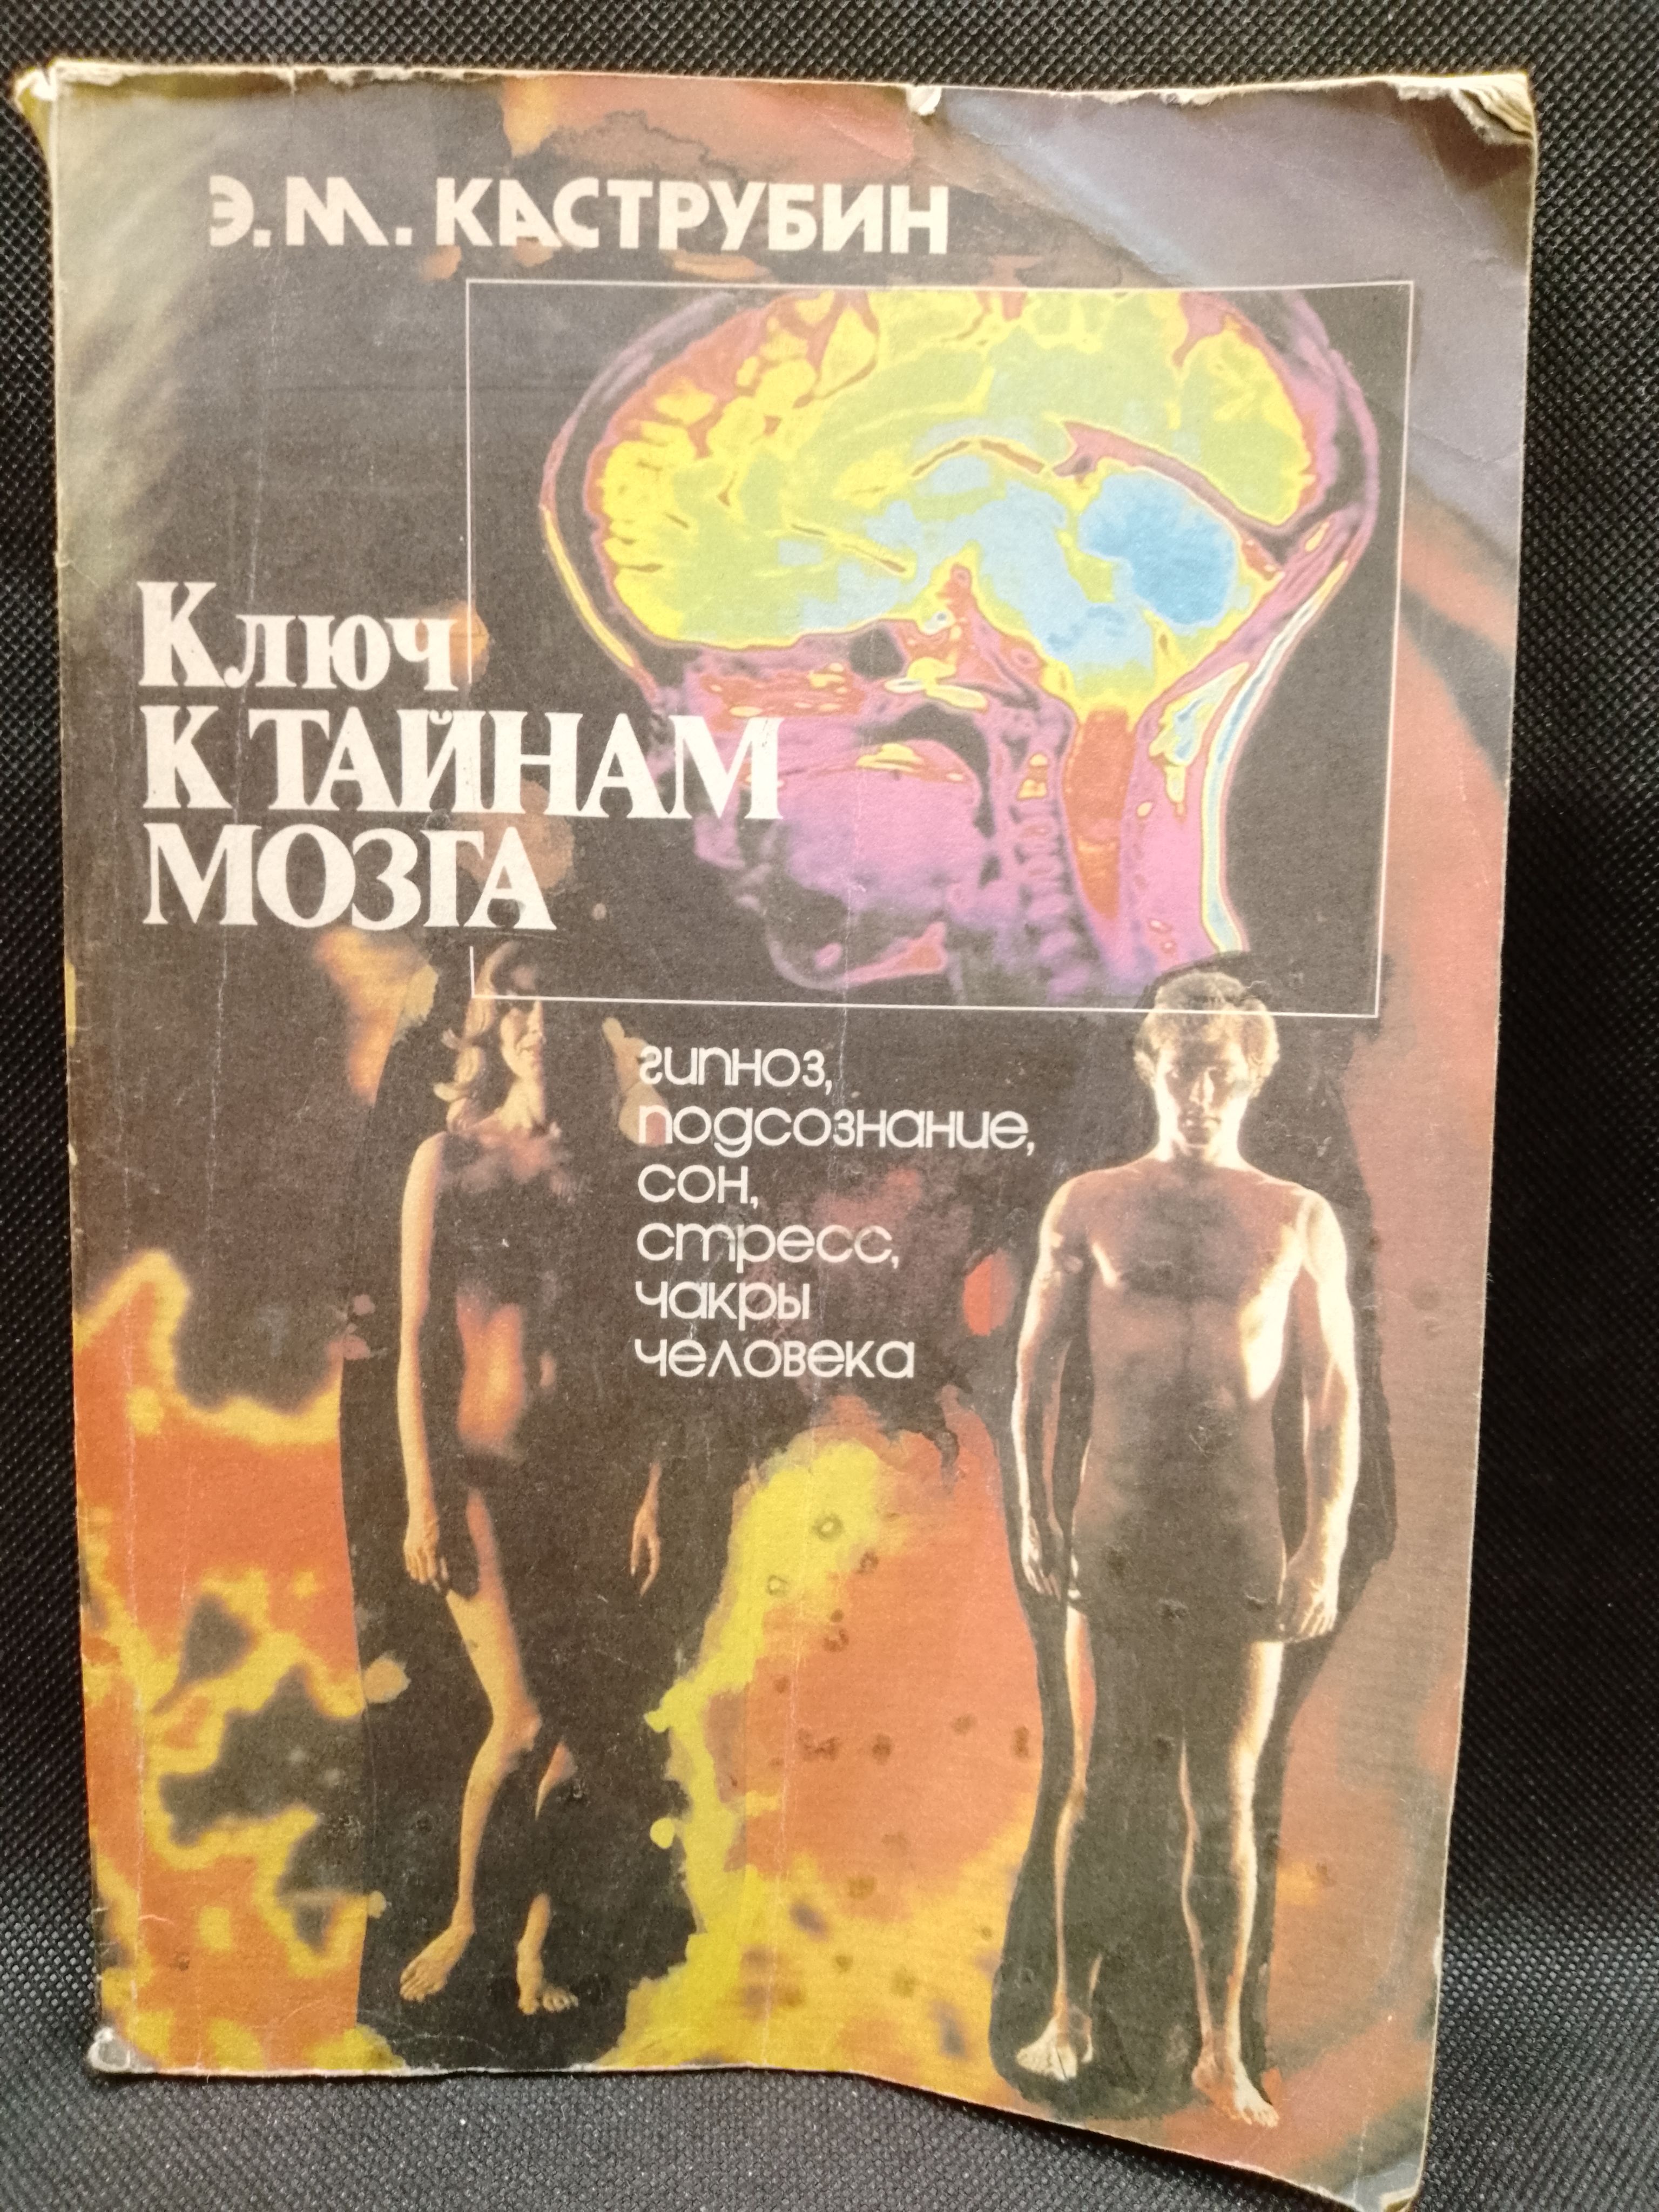 Э.М. КАСТРУБИН
Ключ
К ТАЙНАМ
МОЗГА
гипноз,
подсознание,
сон,
стресс,
чакры
человека